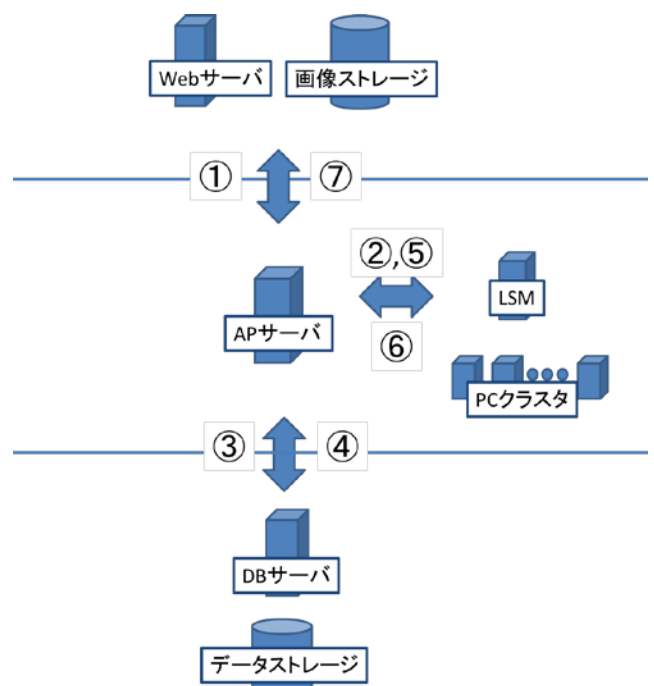 Webサーバ 画像ストレージ
① ⑦
②,⑤
LSM
APサーバ
⑥
PCクラスタ
③ ④
DBサーバ
データストレージ